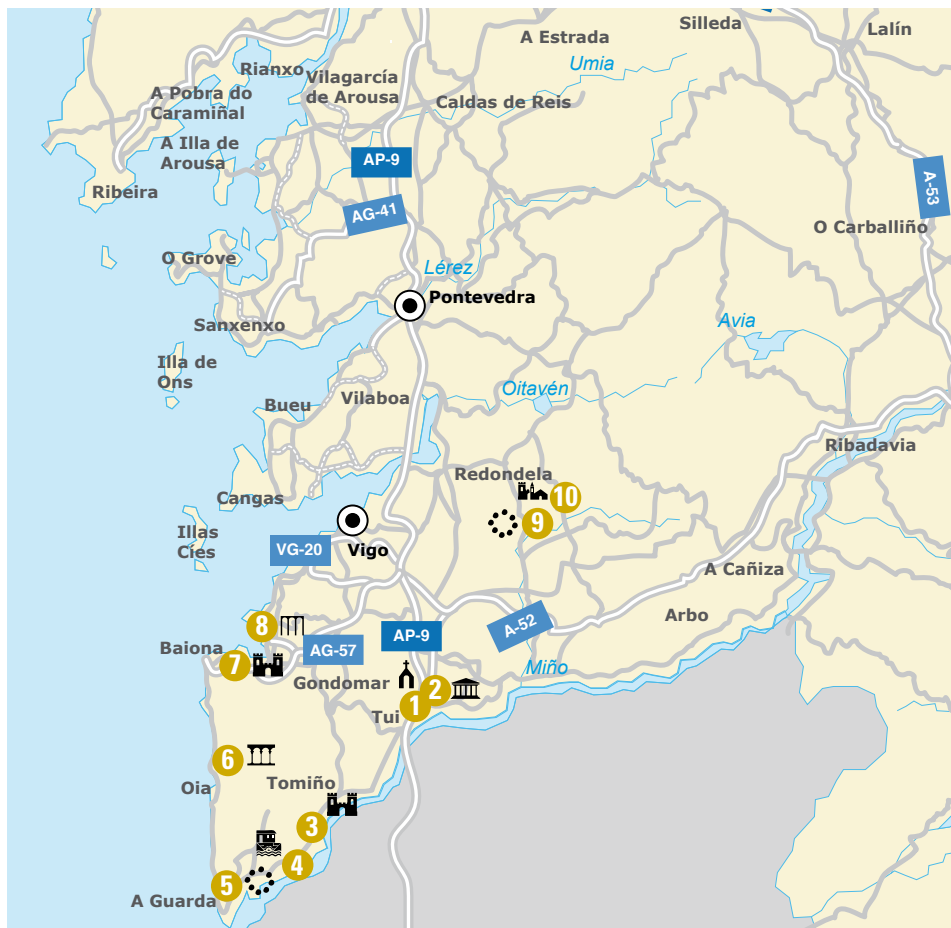 Silleda
Lalín
A Estrada
Umia
Rianxo
Vilagarcía
de Arousa
A Pobra do
Caramiñal
Caldas de Reis
A Illa de
Arousa
AP-9
A-53
Ribeira
AG-41
O Carballiño
O Grove
Lérez
Pontevedra
Sanxenxo
Avia
Illa de
Ons
Oitavén
Bueu
Vilaboa
Ribadavia
Redondela
Cangas
10
9
Illas
Cíes
VG-20
Vigo
A Cañiza
Arbo
8
A-52
AP-9
Baiona
7
AG-57
Miño
Gondomar
2
1
Tui
6
Oia
Tomiño
3
4
5
A Guarda